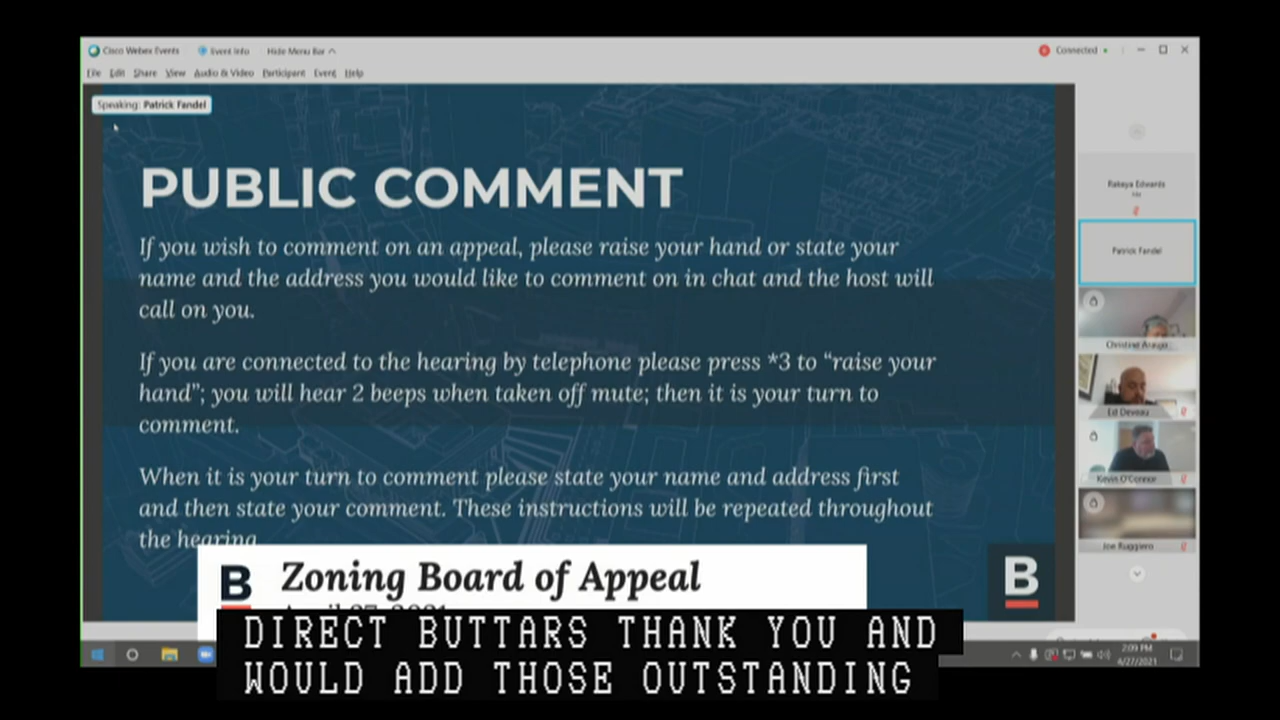 Cisco Webex Events Event Info Hide Menu Bar Connected
File Edit Share View Audio & Video Participant Event Help
Speaking: Patrick Fandel
PUBLIC COMMENT
If you wish to comment on an appeal, please raise your hand or state your
name and the address you would like to comment on in chat and the host will
call on you.
If you are connected to the hearing by telephone please press *3 to “raise your
hand”; you will hear 2 beeps when taken off mute; then it is your turn to
comment.
When it is your turn to comment please state your name and address first
and then state your comment. These instructions will be repeated throughout
the hearing
Rakeya Edwards
Me
Patrick Fandel
Christine Araujo
Ed Deveau
Kevin O'Connor
Joe Ruggiero
B
B Zoning Board of Appeal
April 27, 2021
DIRECT BUTTARS THANK YOU AND
WOULD ADD THOSE OUTSTANDING
2:09 PM
4/27/2021